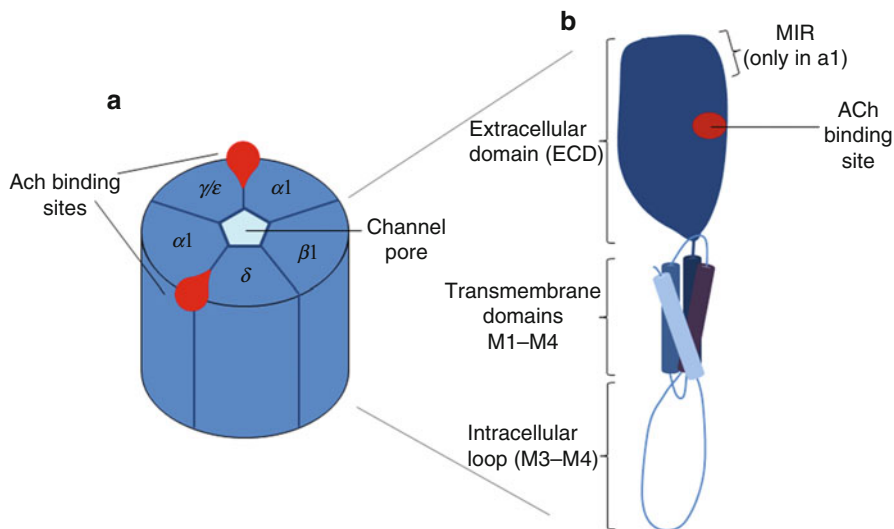 a
Ach binding
sites
γ/ε
α1
α1
β1
δ
Channel
pore
b
MIR
(only in a1)
Extracellular
domain (ECD)
ACh
binding
site
Transmembrane
domains
M1–M4
Intracellular
loop (M3–M4)